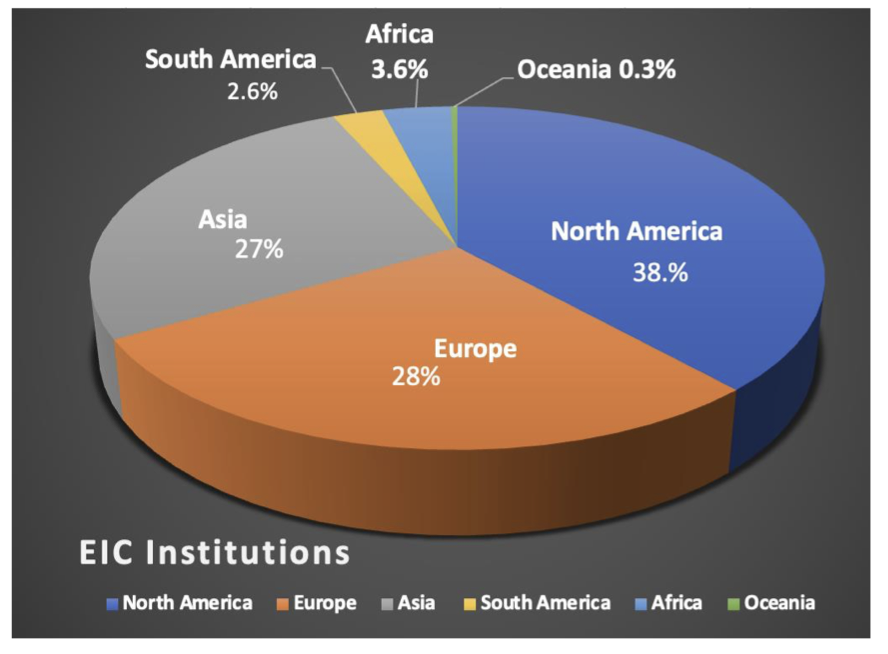 Africa
3.6%
South America
2.6%
Oceania 0.3%
Asia
27%
North America
38.%
Europe
28%
EIC Institutions
North America Europe Asia South America Africa Oceania